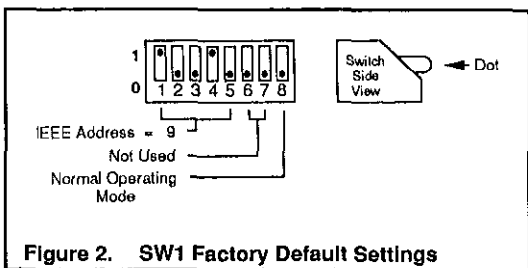 1
0
1 2 3 4 5 6 7 8
Switch
Side
View
Dot
IEEE Address = 9
Not Used
Normal Operating
Mode
Figure 2. SW1 Factory Default Settings